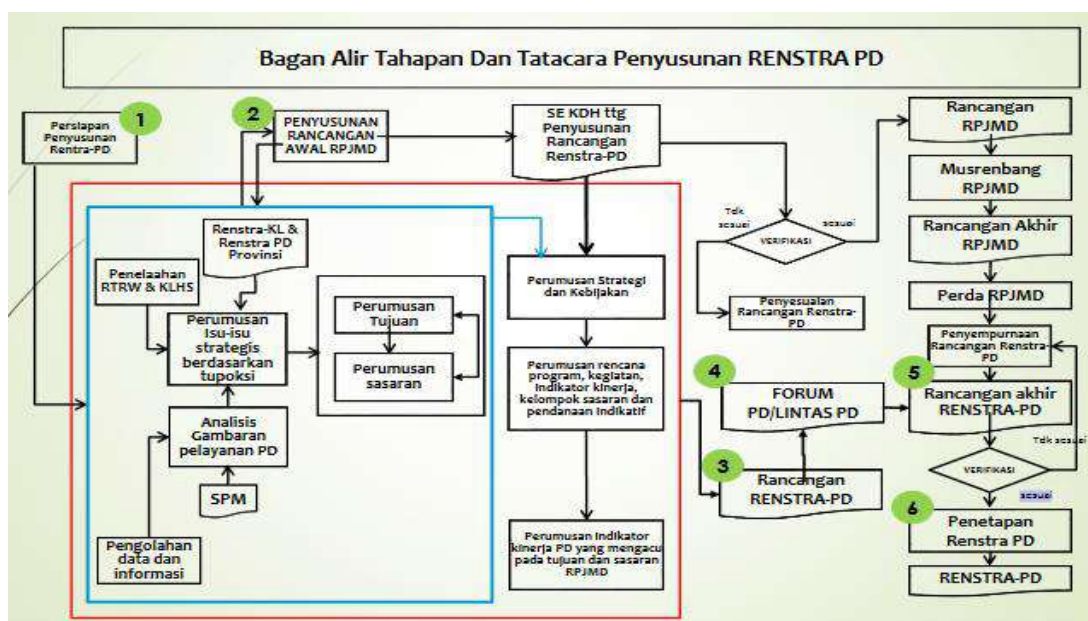 Bagan Alir Tahapan Dan Tatacara Penyusunan RENSTRA PD
1
Persiapan
Penyusunan
Rentra-PD
2
PENYUSUNAN
RANCANGAN
AWAL RPJMD
SE KDH ttg
Penyusunan
Rancangan
Renstra-PD
Rancangan
RPJMD
Musrenbang
RPJMD
Rancangan Akhir
RPJMD
Perda RPJMD
Penyempurnaan
Rancangan Renstra-
PD
Tdk
sesuai
VERIFIKASI
sesuai
Penyesuaian
Rancangan Renstra-
PD
Renstra-KL &
Renstra PD
Provinsi
Penelaahan
RTRW & KLHS
Perumusan
Isu-isu
strategis
berdasarkan
tupoksi
Perumusan
Tujuan
Perumusan
sasaran
Analisis
Gambaran
pelayanan PD
SPM
Pengolahan
data dan
informasi
Perumusan Strategi
dan Kebijakan
Perumusan rencana
program, kegiatan,
indikator kinerja,
kelompok sasaran dan
pendanaan indikatif
Perumusan Indikator
kinerja PD yang mengacu
pada tujuan dan sasaran
RPJMD
3
Rancangan
RENSTRA-PD
4
FORUM
PD/LINTAS PD
5
Rancangan akhir
RENSTRA-PD
Tdk sesuai
VERIFIKASI
sesuai
6
Penetapan
Renstra PD
RENSTRA-PD